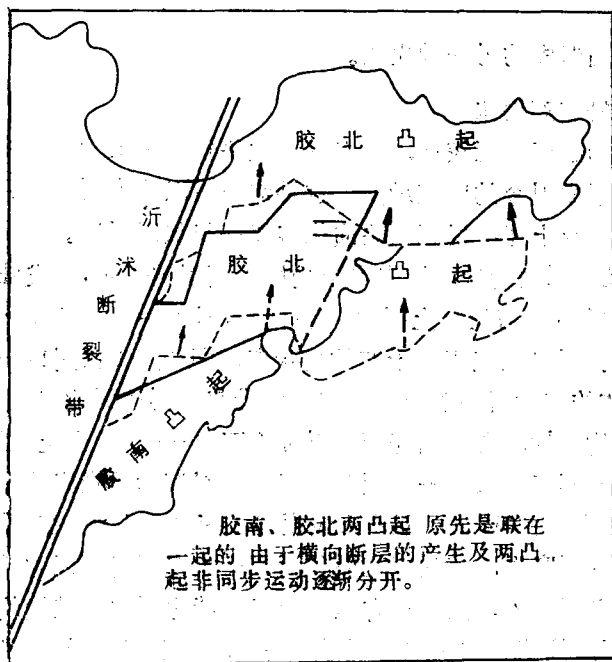 胶北凸起
沂沭断裂带
胶北凸起
胶南凸起
胶南、胶北两凸起 原先是联在
一起的 由于横向断层的产生及两凸
起非同步运动逐渐分开。